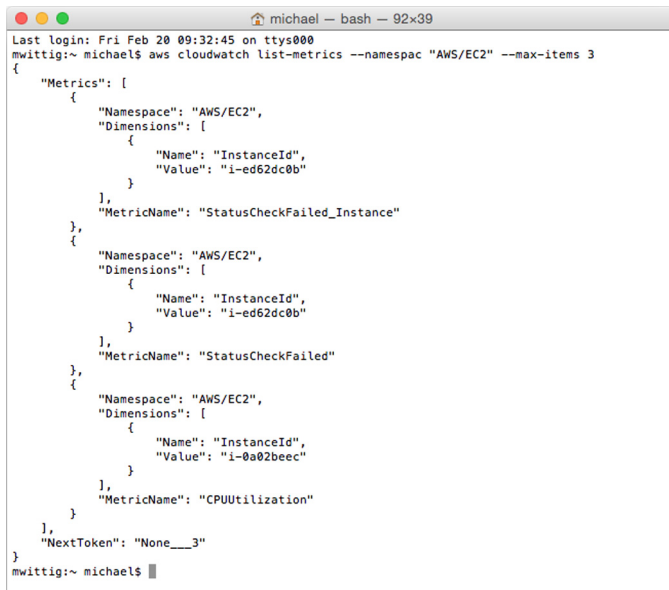 michael — bash — 92×39
Last login: Fri Feb 20 09:32:45 on ttys000
mwittig:~ michael$ aws cloudwatch list-metrics --namespac "AWS/EC2" --max-items 3
{
    "Metrics": [
        {
            "Namespace": "AWS/EC2",
            "Dimensions": [
                {
                    "Name": "InstanceId",
                    "Value": "i-ed62dc0b"
                }
            ],
            "MetricName": "StatusCheckFailed_Instance"
        },
        {
            "Namespace": "AWS/EC2",
            "Dimensions": [
                {
                    "Name": "InstanceId",
                    "Value": "i-ed62dc0b"
                }
            ],
            "MetricName": "StatusCheckFailed"
        },
        {
            "Namespace": "AWS/EC2",
            "Dimensions": [
                {
                    "Name": "InstanceId",
                    "Value": "i-0a02beec"
                }
            ],
            "MetricName": "CPUUtilization"
        }
    ],
    "NextToken": "None___3"
}
mwittig:~ michael$